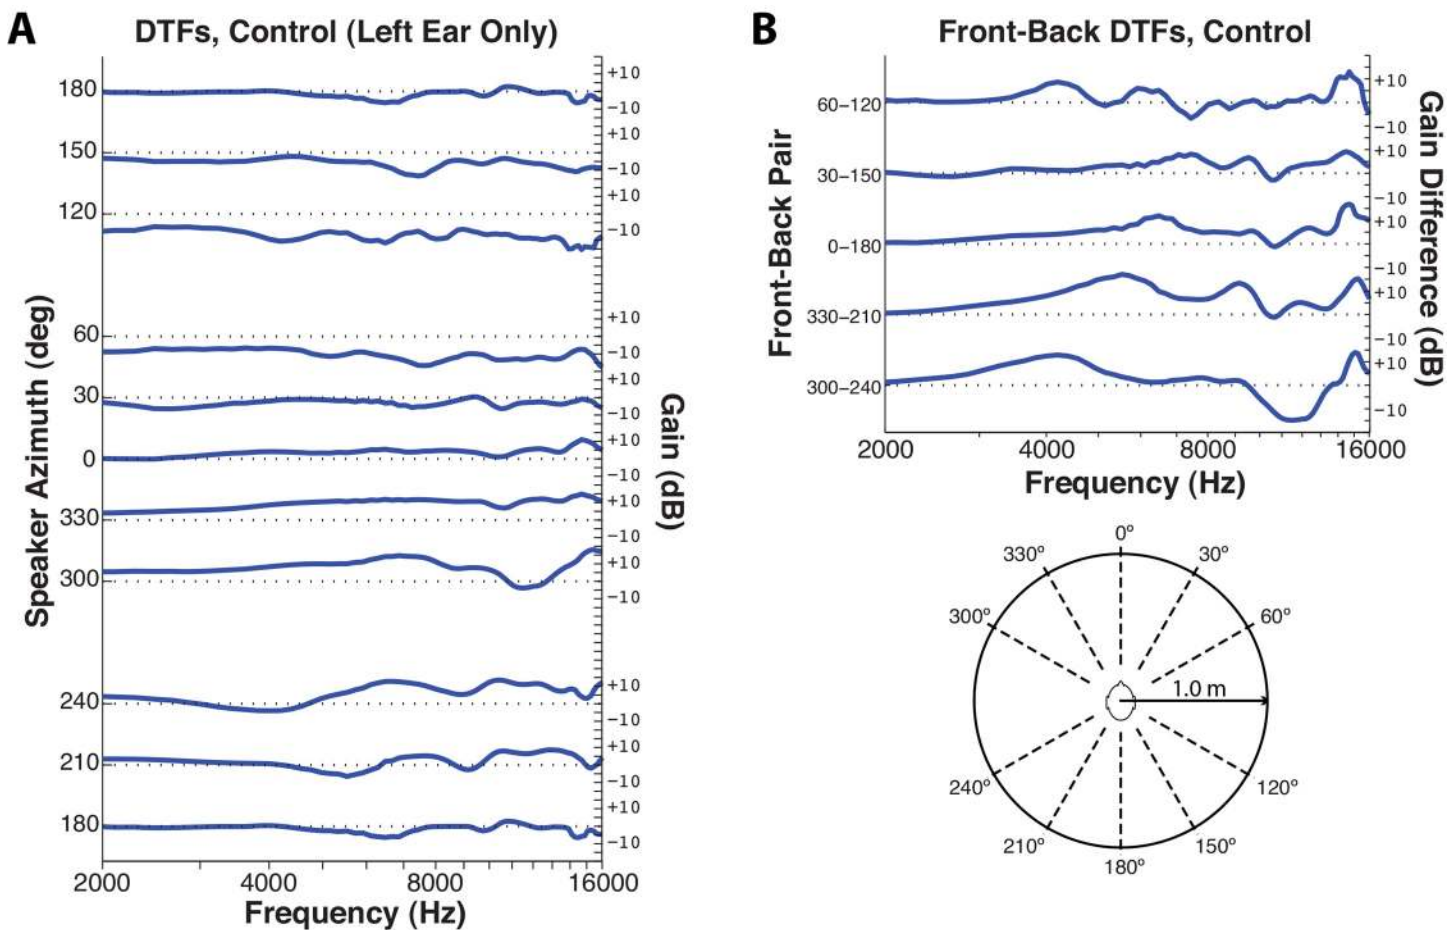 A
DTFs, Control (Left Ear Only)
Speaker Azimuth (deg)
180
150
120
60
30
0
330
300
240
210
180
+10
−10
+10
−10
+10
−10
+10
−10
+10
−10
+10
−10
+10
−10
+10
−10
+10
−10
+10
−10
+10
−10
Gain (dB)
2000 4000 8000 16000
Frequency (Hz)
B
Front-Back DTFs, Control
Front-Back Pair
60−120
30−150
0−180
330−210
300−240
+10
−10
+10
−10
+10
−10
+10
−10
+10
−10
Gain Difference (dB)
2000 4000 8000 16000
Frequency (Hz)
0º
330º 30º
300º 60º
1.0 m
240º 120º
210º 150º
180º